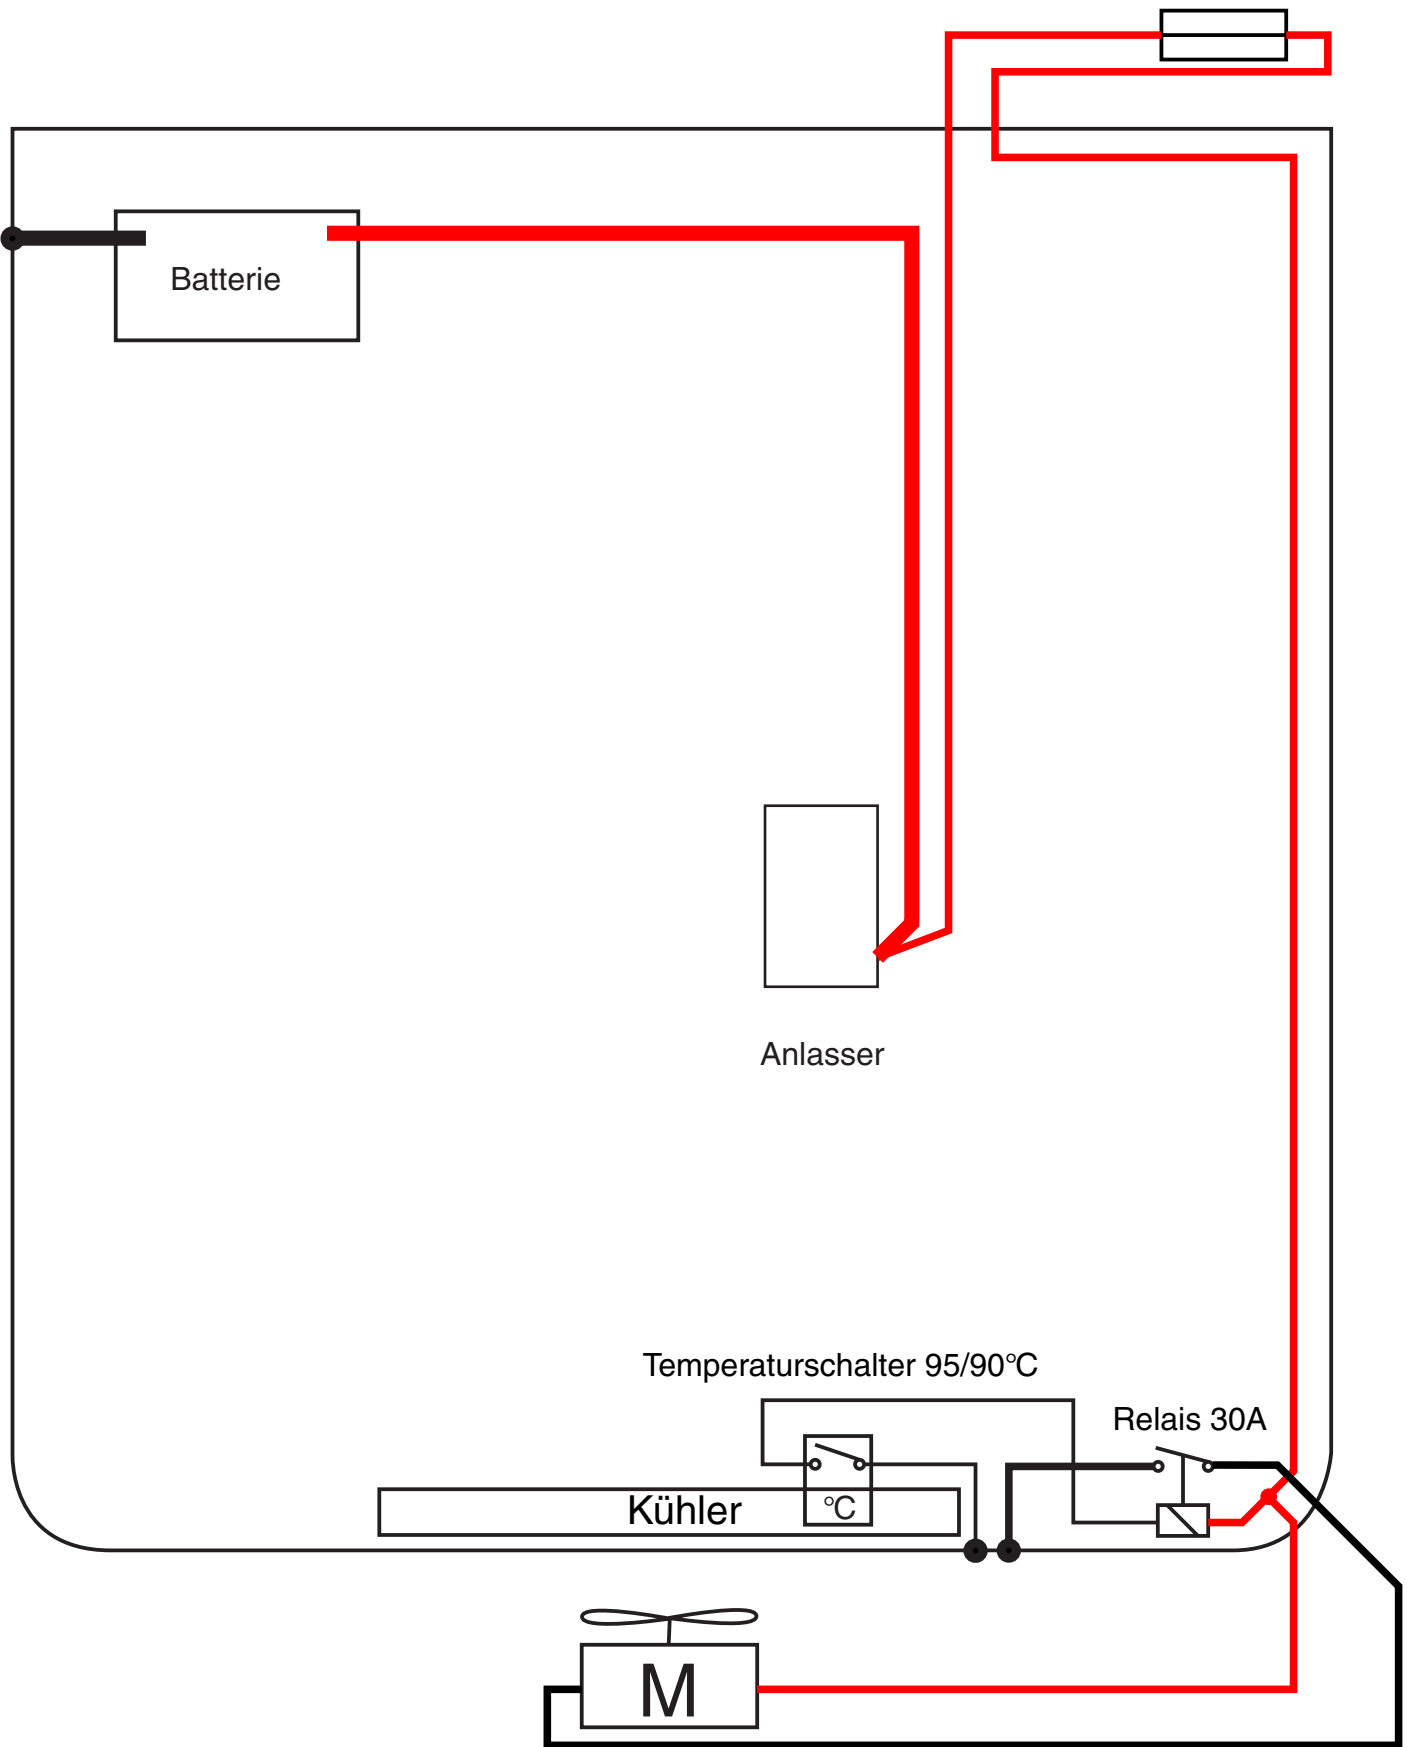 Batterie
Anlasser
Temperaturschalter 95/90°C
Relais 30A
Kühler
°C
M